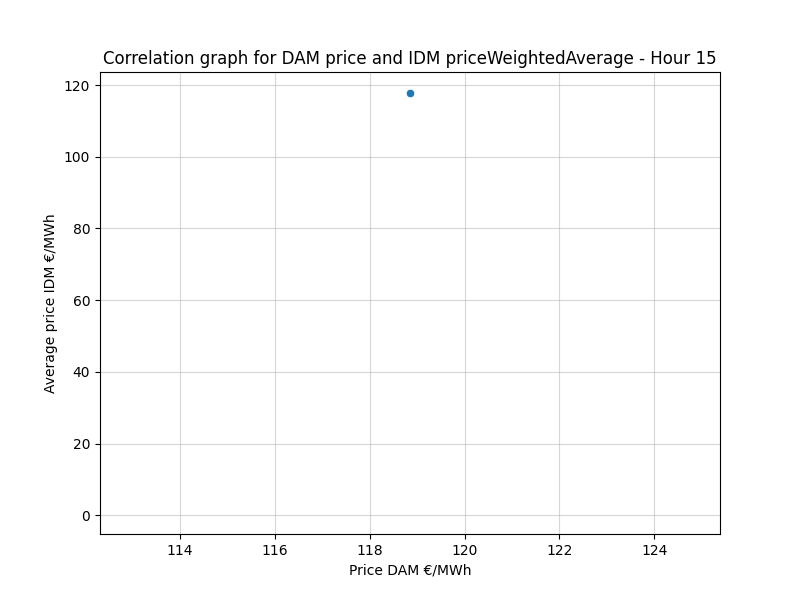 Correlation graph for DAM price and IDM priceWeightedAverage - Hour 15
120
100
80
60
40
20
0
Average price IDM €/MWh
114 116 118 120 122 124
Price DAM €/MWh